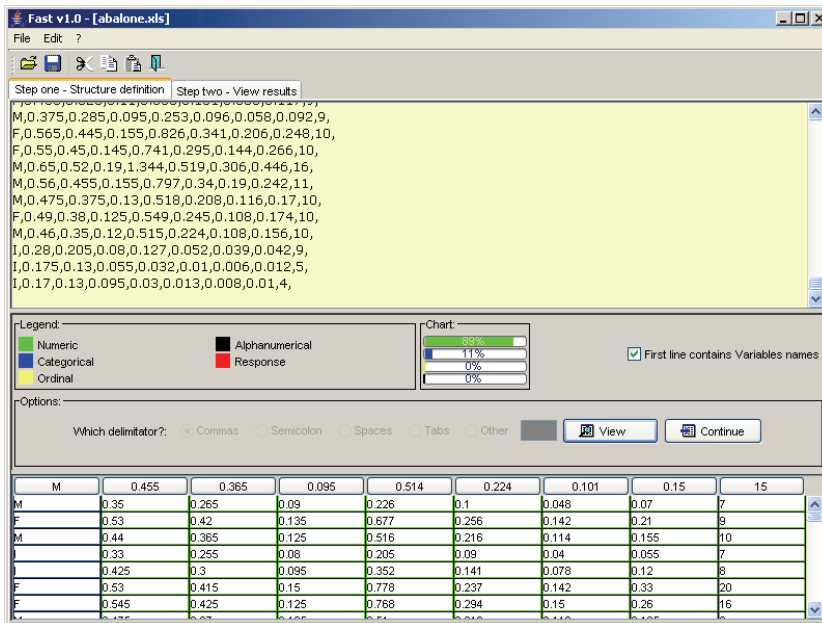 Fast v1.0 - [abalone.xls]
File Edit ?
Step one - Structure definition Step two - View results
M,0.375,0.285,0.095,0.253,0.096,0.058,0.092,9,
F,0.565,0.445,0.155,0.826,0.341,0.206,0.248,10,
F,0.55,0.45,0.145,0.741,0.295,0.144,0.266,10,
M,0.65,0.52,0.19,1.344,0.519,0.306,0.446,16,
M,0.56,0.455,0.155,0.797,0.34,0.19,0.242,11,
M,0.475,0.375,0.13,0.518,0.208,0.116,0.17,10,
F,0.49,0.38,0.125,0.549,0.245,0.108,0.174,10,
M,0.46,0.35,0.12,0.515,0.224,0.108,0.156,10,
I,0.28,0.205,0.08,0.127,0.052,0.039,0.042,9,
I,0.175,0.13,0.055,0.032,0.01,0.006,0.012,5,
I,0.17,0.13,0.095,0.03,0.013,0.008,0.01,4,
Legend: Chart:
Numeric Alphanumerical 89%
Categorical Response 11% First line contains Variables names
Ordinal 0%
0%
Options:
Which delimitator?: Commas Semicolon Spaces Tabs Other View Continue
M 0.455 0.365 0.095 0.514 0.224 0.101 0.15 15
M 0.35 0.265 0.09 0.226 0.1 0.048 0.07 7
F 0.53 0.42 0.135 0.677 0.256 0.142 0.21 9
M 0.44 0.365 0.125 0.516 0.216 0.114 0.155 10
I 0.33 0.255 0.08 0.205 0.09 0.04 0.055 7
I 0.425 0.3 0.095 0.352 0.141 0.078 0.12 8
F 0.53 0.415 0.15 0.778 0.237 0.142 0.33 20
F 0.545 0.425 0.125 0.768 0.294 0.15 0.26 16